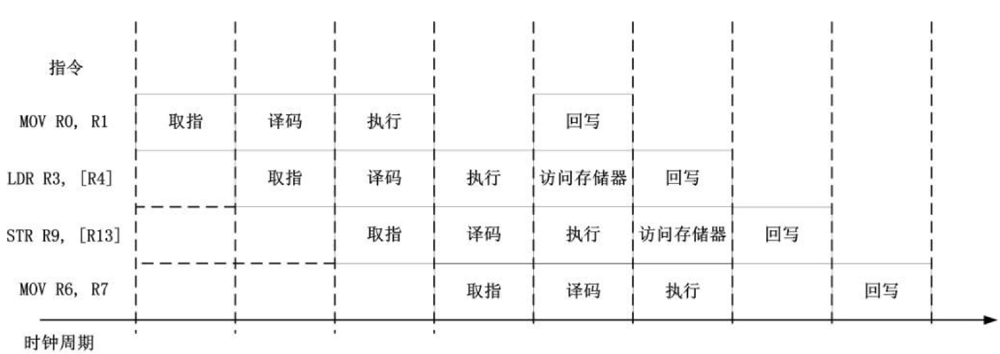 指令
MOV R0, R1 取指 译码 执行 回写
LDR R3, [R4] 取指 译码 执行 访问存储器 回写
STR R9, [R13] 取指 译码 执行 访问存储器 回写
MOV R6, R7 取指 译码 执行 回写
时钟周期